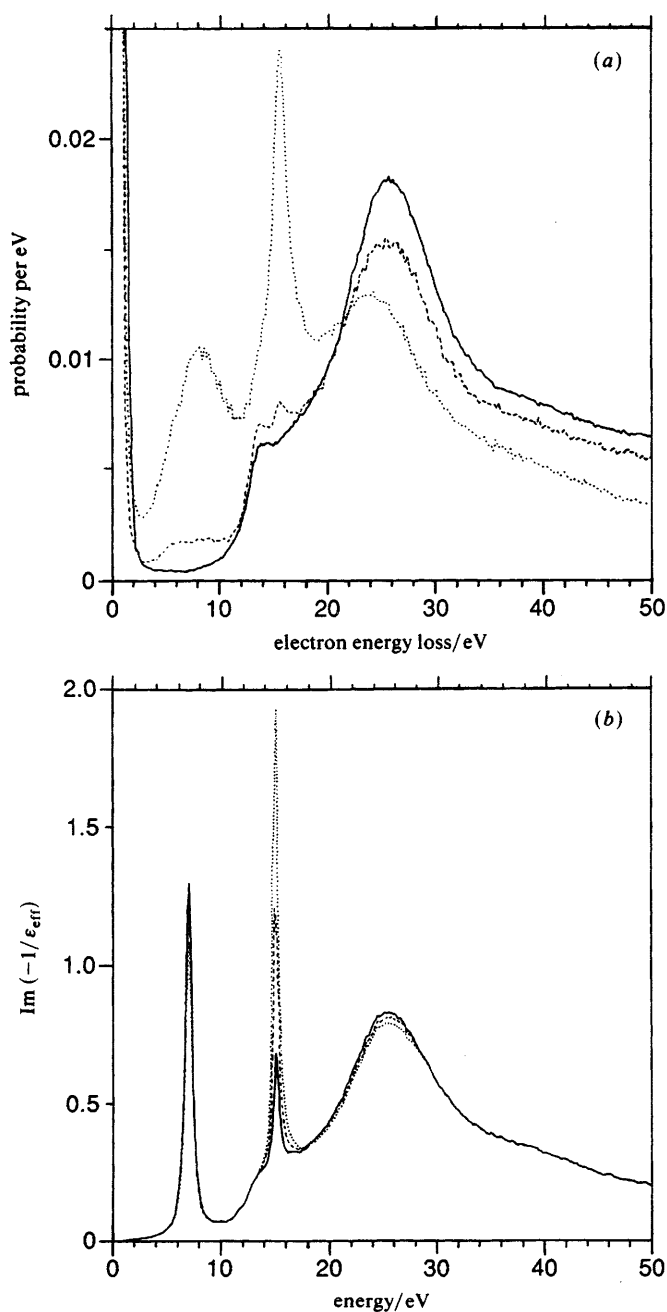 (a)
0.02
0.01
0
probability per eV
0 10 20 30 40 50
electron energy loss/eV
(b)
2.0
1.5
1.0
0.5
0
Im (−1/ε_eff)
0 10 20 30 40 50
energy/eV